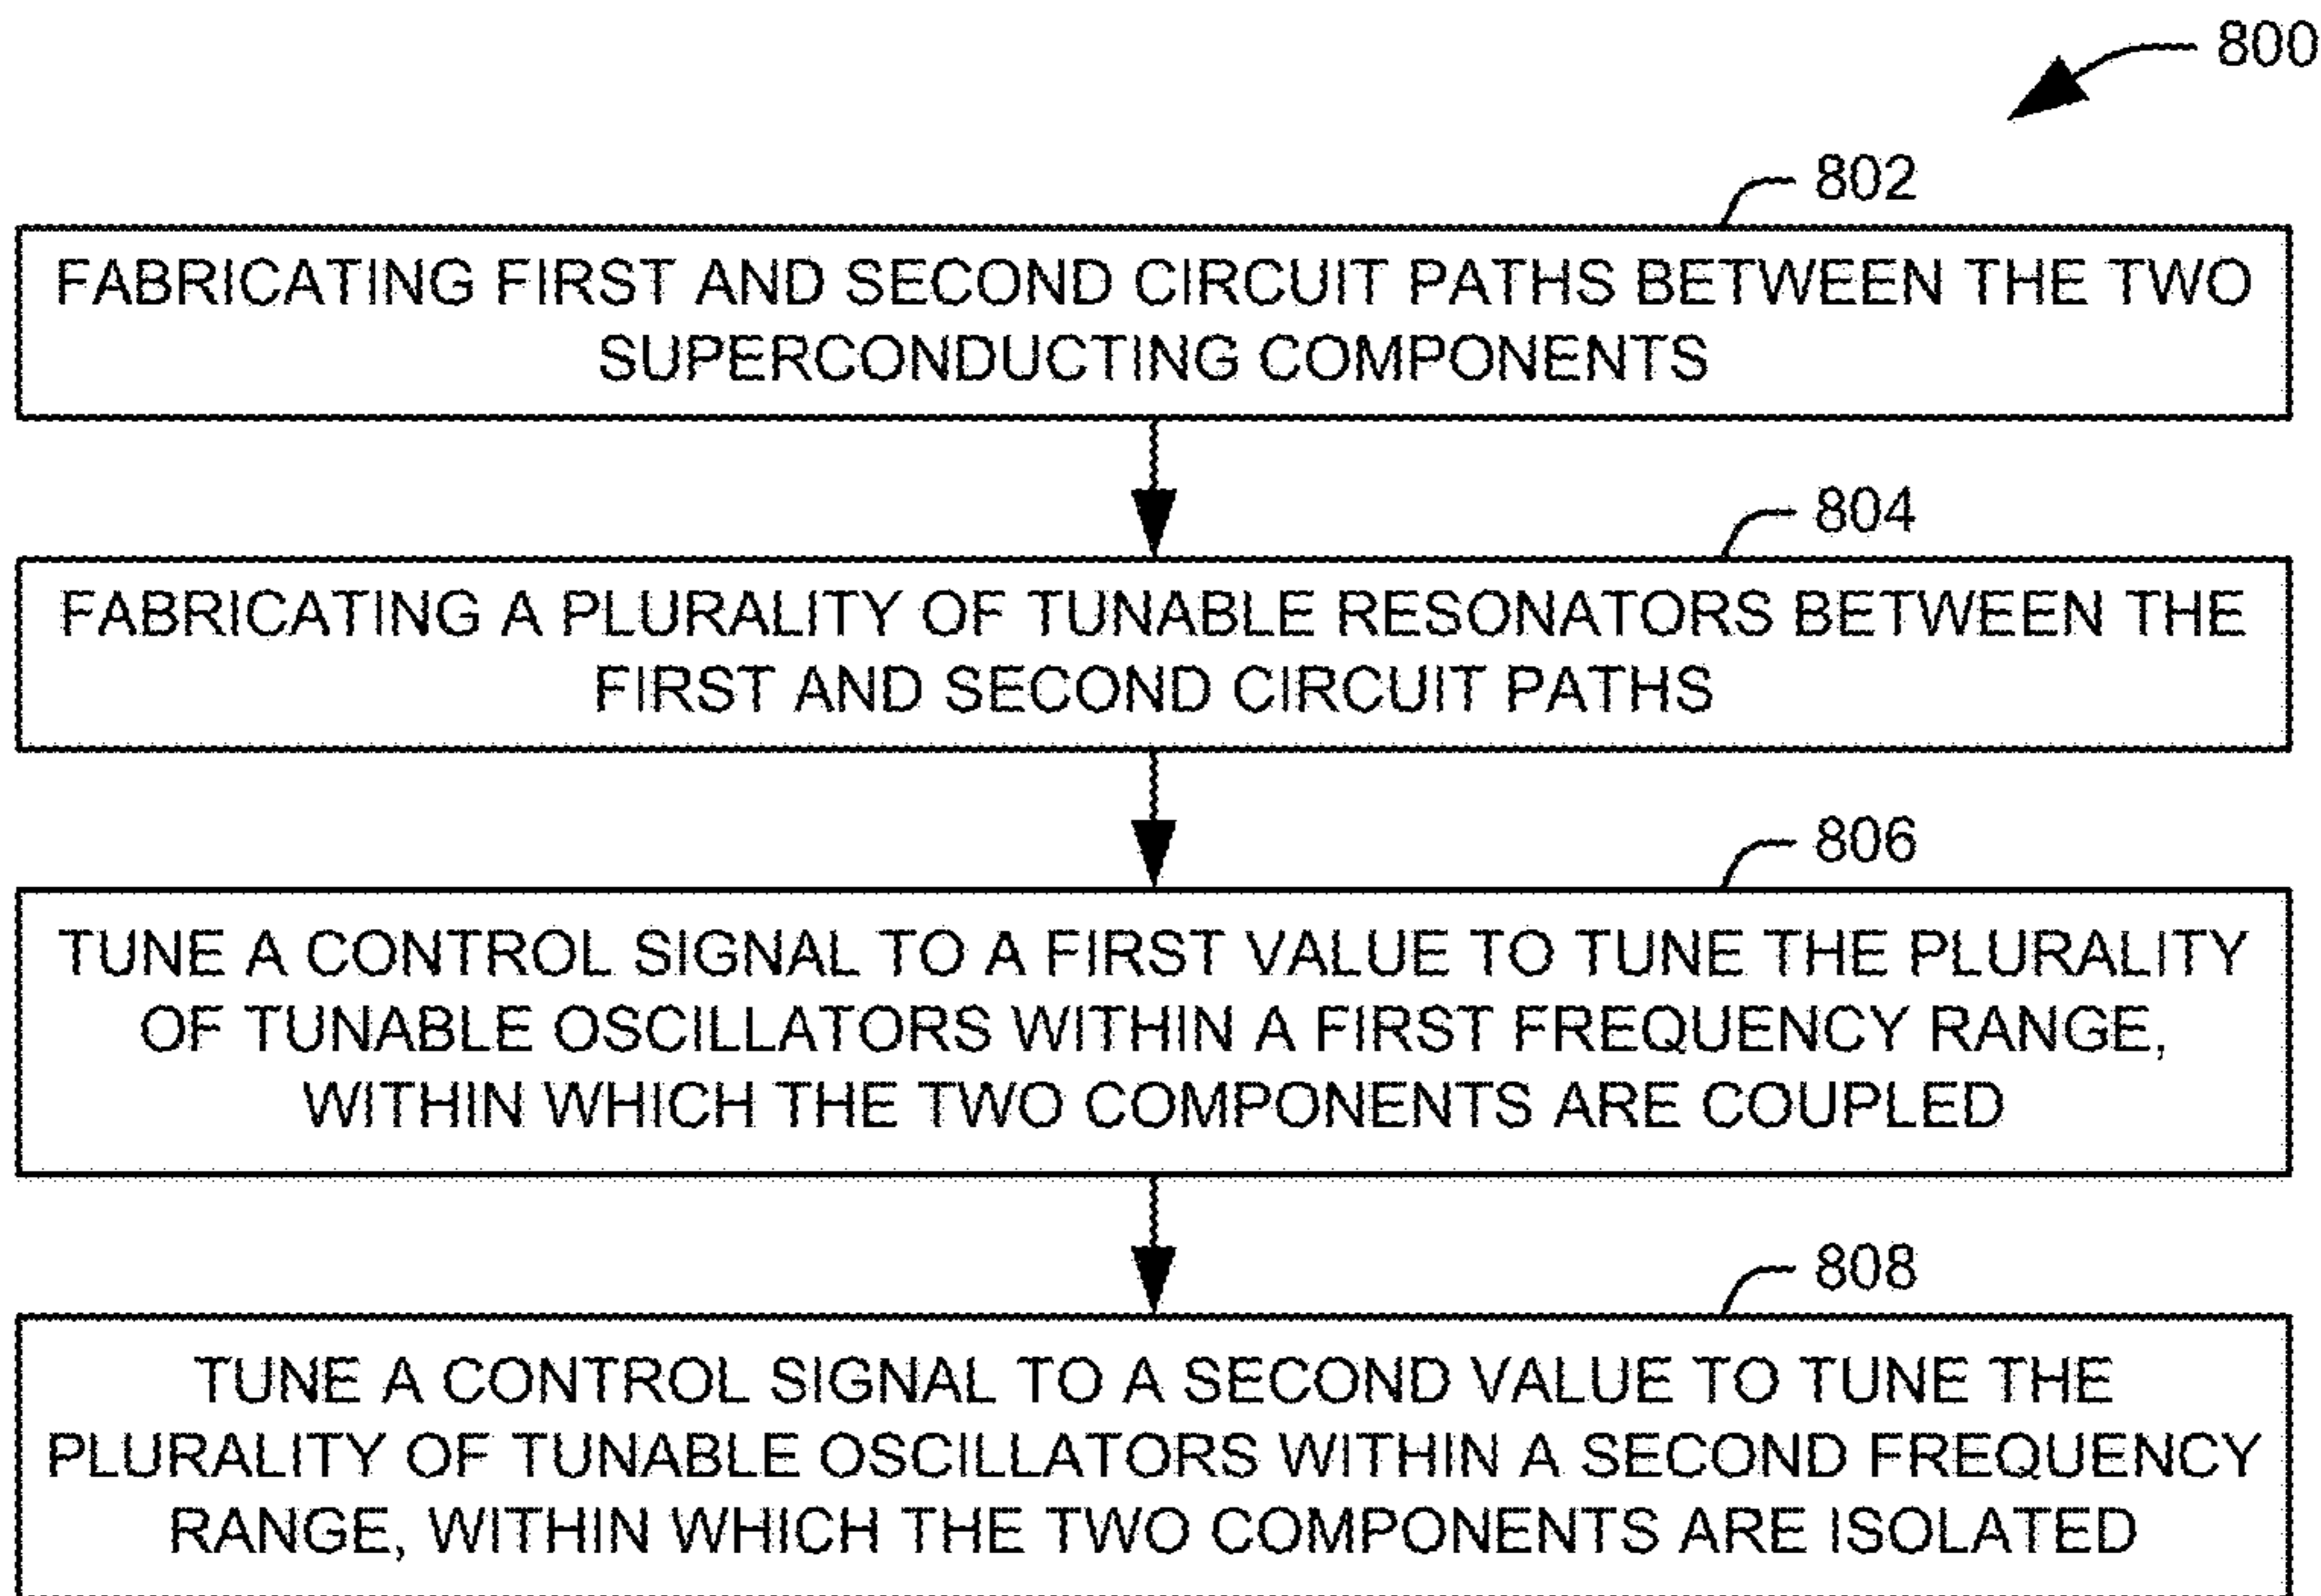 800
802
FABRICATING FIRST AND SECOND CIRCUIT PATHS BETWEEN THE TWO
SUPERCONDUCTING COMPONENTS
804
FABRICATING A PLURALITY OF TUNABLE RESONATORS BETWEEN THE
FIRST AND SECOND CIRCUIT PATHS
806
TUNE A CONTROL SIGNAL TO A FIRST VALUE TO TUNE THE PLURALITY
OF TUNABLE OSCILLATORS WITHIN A FIRST FREQUENCY RANGE,
WITHIN WHICH THE TWO COMPONENTS ARE COUPLED
808
TUNE A CONTROL SIGNAL TO A SECOND VALUE TO TUNE THE
PLURALITY OF TUNABLE OSCILLATORS WITHIN A SECOND FREQUENCY
RANGE, WITHIN WHICH THE TWO COMPONENTS ARE ISOLATED